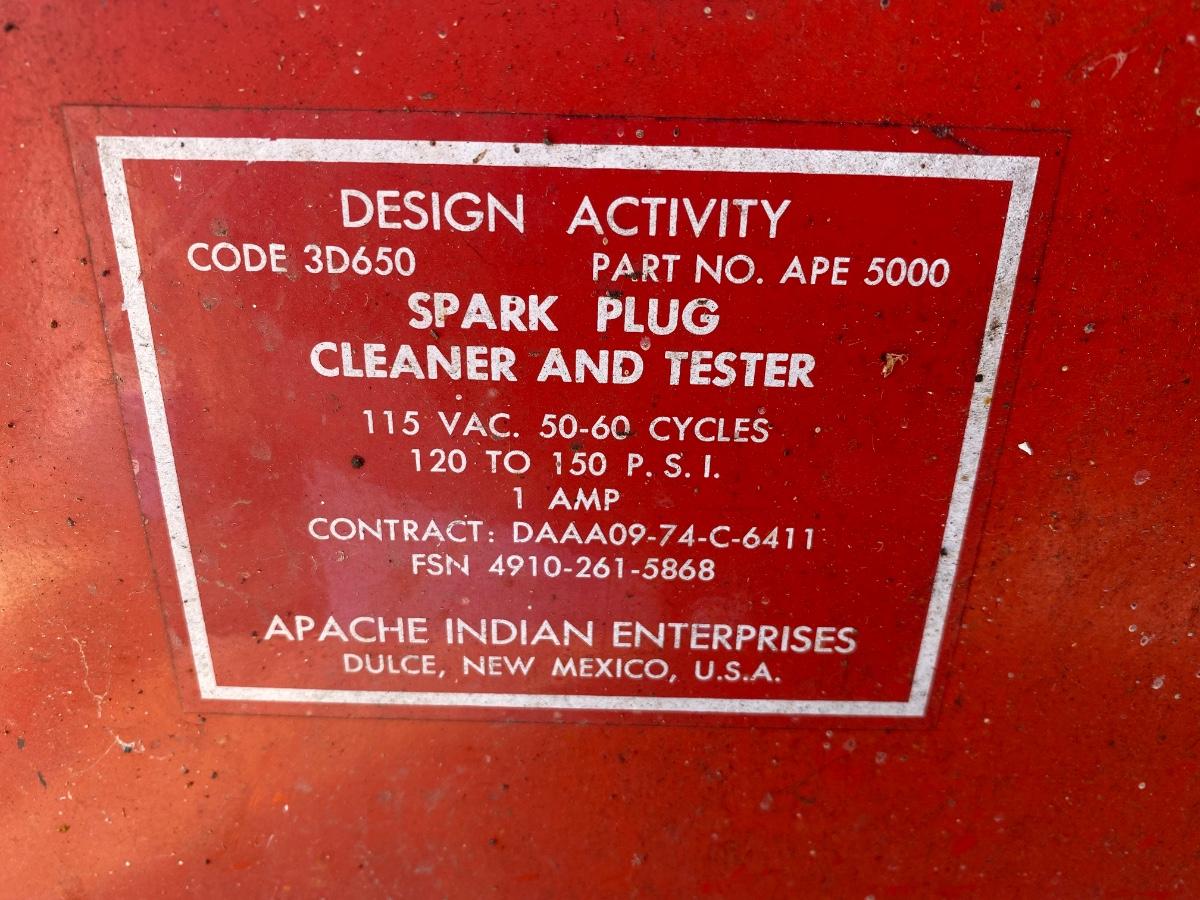 DESIGN ACTIVITY
CODE 3D650 PART NO. APE 5000
SPARK PLUG
CLEANER AND TESTER
115 VAC. 50-60 CYCLES
120 TO 150 P. S. I.
1 AMP
CONTRACT: DAAA09-74-C-6411
FSN 4910-261-5868
APACHE INDIAN ENTERPRISES
DULCE, NEW MEXICO, U.S.A.